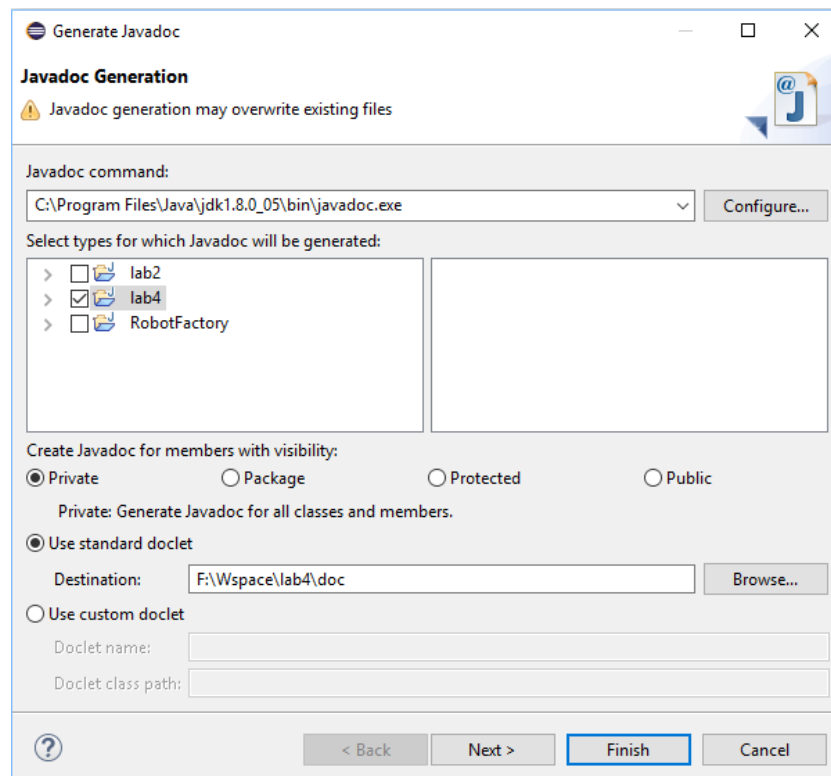 Generate Javadoc
Javadoc Generation
Javadoc generation may overwrite existing files
@
J
Javadoc command:
C:\Program Files\Java\jdk1.8.0_05\bin\javadoc.exe
Configure...
Select types for which Javadoc will be generated:
lab2
lab4
RobotFactory
Create Javadoc for members with visibility:
Private Package Protected Public
Private: Generate Javadoc for all classes and members.
Use standard doclet
Destination: F:\Wspace\lab4\doc Browse...
Use custom doclet
Doclet name:
Doclet class path:
? < Back Next > Finish Cancel